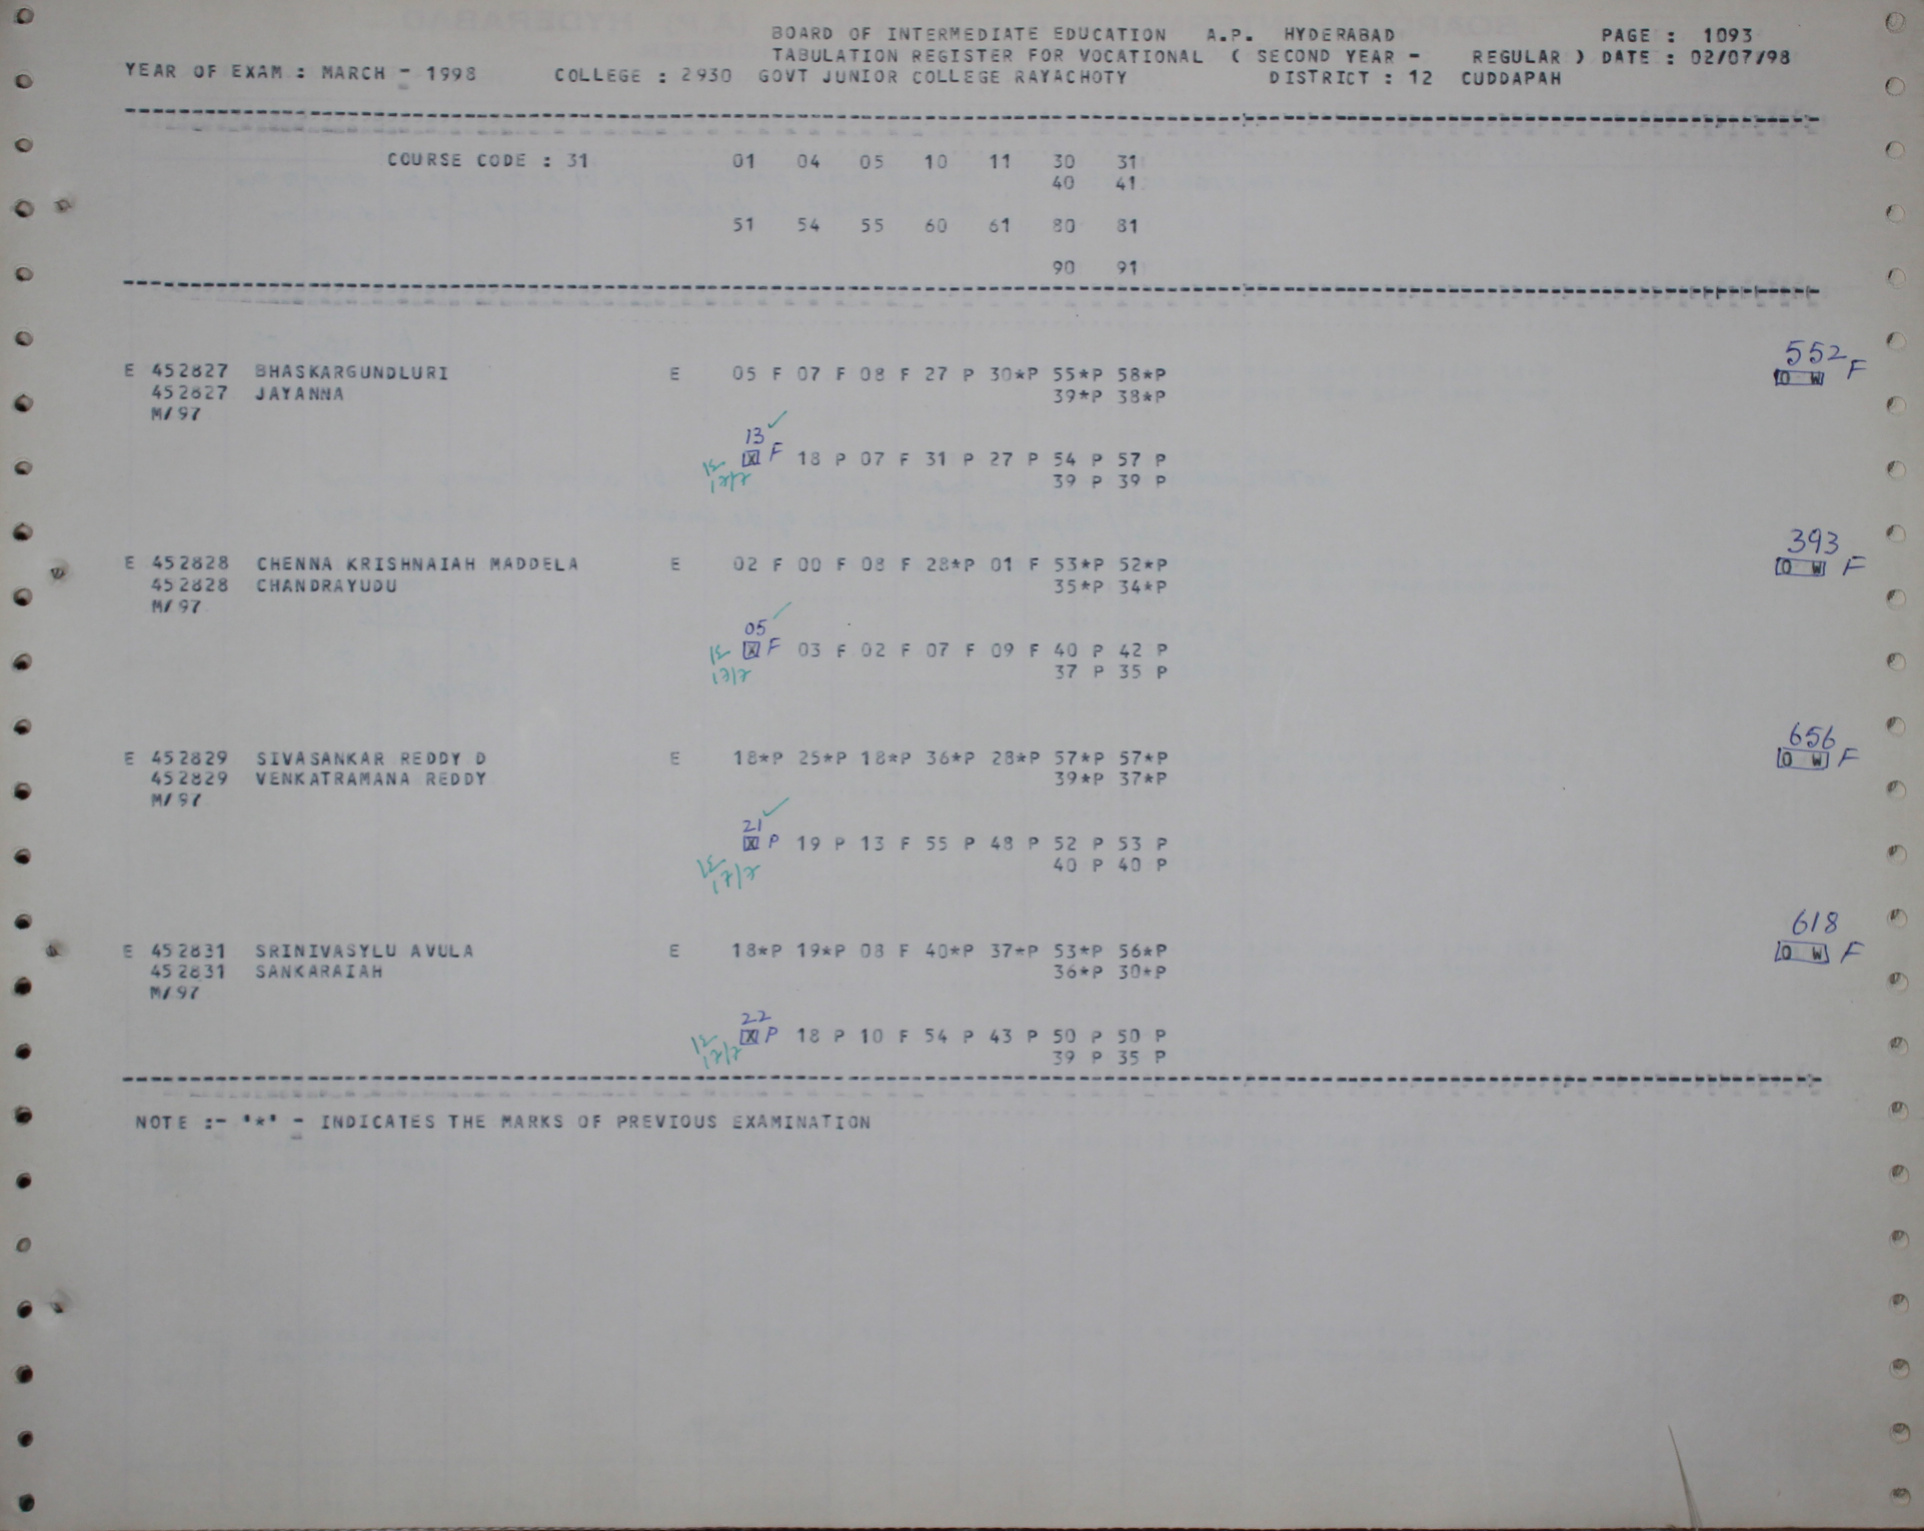 BOARD OF INTERMEDIATE EDUCATION A.P. HYDERABAD PAGE : 1093
TABULATION REGISTER FOR VOCATIONAL ( SECOND YEAR - REGULAR ) DATE : 02/07/98
YEAR OF EXAM : MARCH - 1998 COLLEGE : 2930 GOVT JUNIOR COLLEGE RAYACHOTY DISTRICT : 12 CUDDAPAH
COURSE CODE : 31 01 04 05 10 11 30 31
40 41
51 54 55 60 61 80 81
90 91
552
E 452827 BHASKARGUNDLURI E 05 F 07 F 08 F 27 P 30*P 55*P 58*P O W F
452827 JAYANNA 39*P 38*P
M/97
13
X F 18 P 07 F 31 P 27 P 54 P 57 P
17/7 39 P 39 P
393
E 452828 CHENNA KRISHNAIAH MADDELA E 02 F 00 F 08 F 28*P 01 F 53*P 52*P O W F
452828 CHANDRAYUDU 35*P 34*P
M/97
05
X F 03 F 02 F 07 F 09 F 40 P 42 P
17/7 37 P 35 P
656
E 452829 SIVASANKAR REDDY D E 18*P 25*P 18*P 36*P 28*P 57*P 57*P O W F
452829 VENKATRAMANA REDDY 39*P 37*P
M/97
21
X P 19 P 13 F 55 P 48 P 52 P 53 P
17/7 40 P 40 P
618
E 452831 SRINIVASYLU AVULA E 18*P 19*P 08 F 40*P 37*P 53*P 56*P O W F
452831 SANKARAIAH 36*P 30*P
M/97
22
X P 18 P 10 F 54 P 43 P 50 P 50 P
17/7 39 P 35 P
NOTE :- '*' - INDICATES THE MARKS OF PREVIOUS EXAMINATION